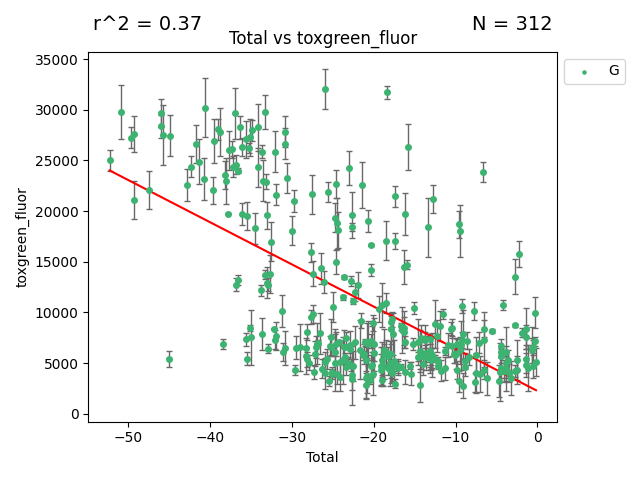 r^2 = 0.37 N = 312
Total vs toxgreen_fluor
G
35000
30000
25000
20000
15000
10000
5000
0
toxgreen_fluor
−50 −40 −30 −20 −10 0
Total